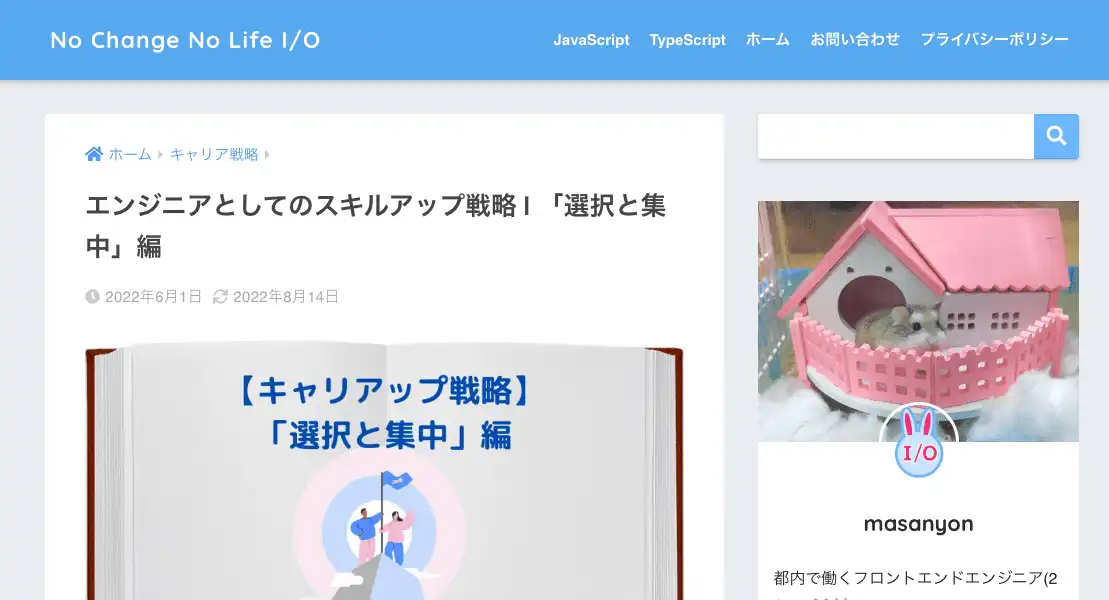 No Change No Life I/O
JavaScript TypeScript ホーム お問い合わせ プライバシーポリシー
ホーム キャリア戦略
エンジニアとしてのスキルアップ戦略 I 「選択と集
中」編
2022年6月1日 2022年8月14日
【キャリアップ戦略】
「選択と集中」編
I/O
masanyon
都内で働くフロントエンドエンジニア(2